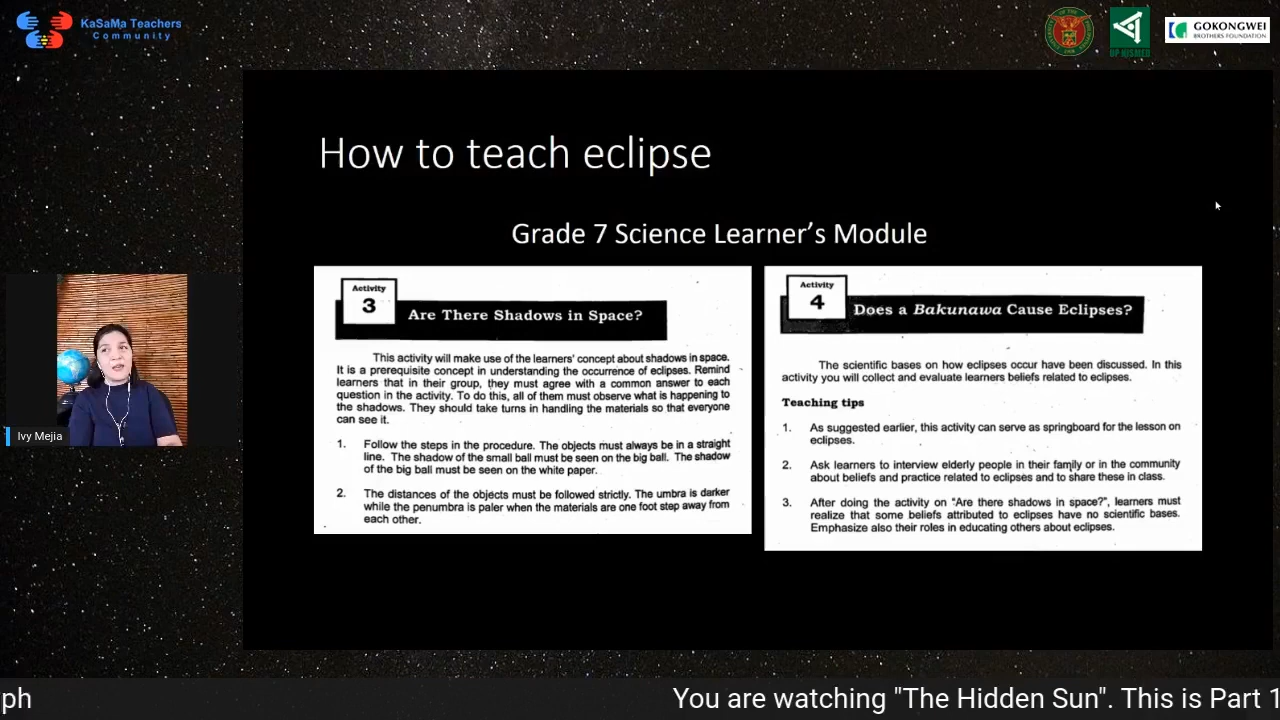 KaSaMa Teachers
Community
UP NISMED
GOKONGWEI
BROTHERS FOUNDATION
How to teach eclipse
Grade 7 Science Learner's Module
Activity
3
Are There Shadows in Space?
This activity will make use of the learners' concept about shadows in space.
It is a prerequisite concept in understanding the occurrence of eclipses. Remind
learners that in their group, they must agree with a common answer to each
question in the activity. To do this, all of them must observe what is happening to
the shadows. They should take turns in handling the materials so that everyone
can see it.
1. Follow the steps in the procedure. The objects must always be in a straight
line. The shadow of the small ball must be seen on the big ball. The shadow
of the big ball must be seen on the white paper.
2. The distances of the objects must be followed strictly. The umbra is darker
while the penumbra is paler when the materials are one foot step away from
each other.
Activity
4
Does a Bakunawa Cause Eclipses?
The scientific bases on how eclipses occur have been discussed. In this
activity you will collect and evaluate learners beliefs related to eclipses.
Teaching tips
1. As suggested earlier, this activity can serve as springboard for the lesson on
eclipses.
2. Ask learners to interview elderly people in their family or in the community
about beliefs and practice related to eclipses and to share these in class.
3. After doing the activity on "Are there shadows in space?", learners must
realize that some beliefs attributed to eclipses have no scientific bases.
Emphasize also their roles in educating others about eclipses.
Ivy Mejia
ph
You are watching "The Hidden Sun". This is Part 1